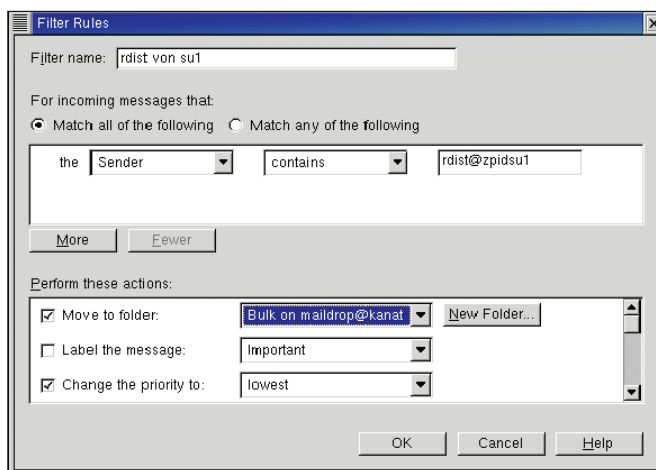 Filter Rules
Filter name: rdist von su1
For incoming messages that:
Match all of the following Match any of the following
the Sender contains rdist@zpidsu1
More Fewer
Perform these actions:
Move to folder: Bulk on maildrop@kanat New Folder...
Label the message: Important
Change the priority to: lowest
OK Cancel Help